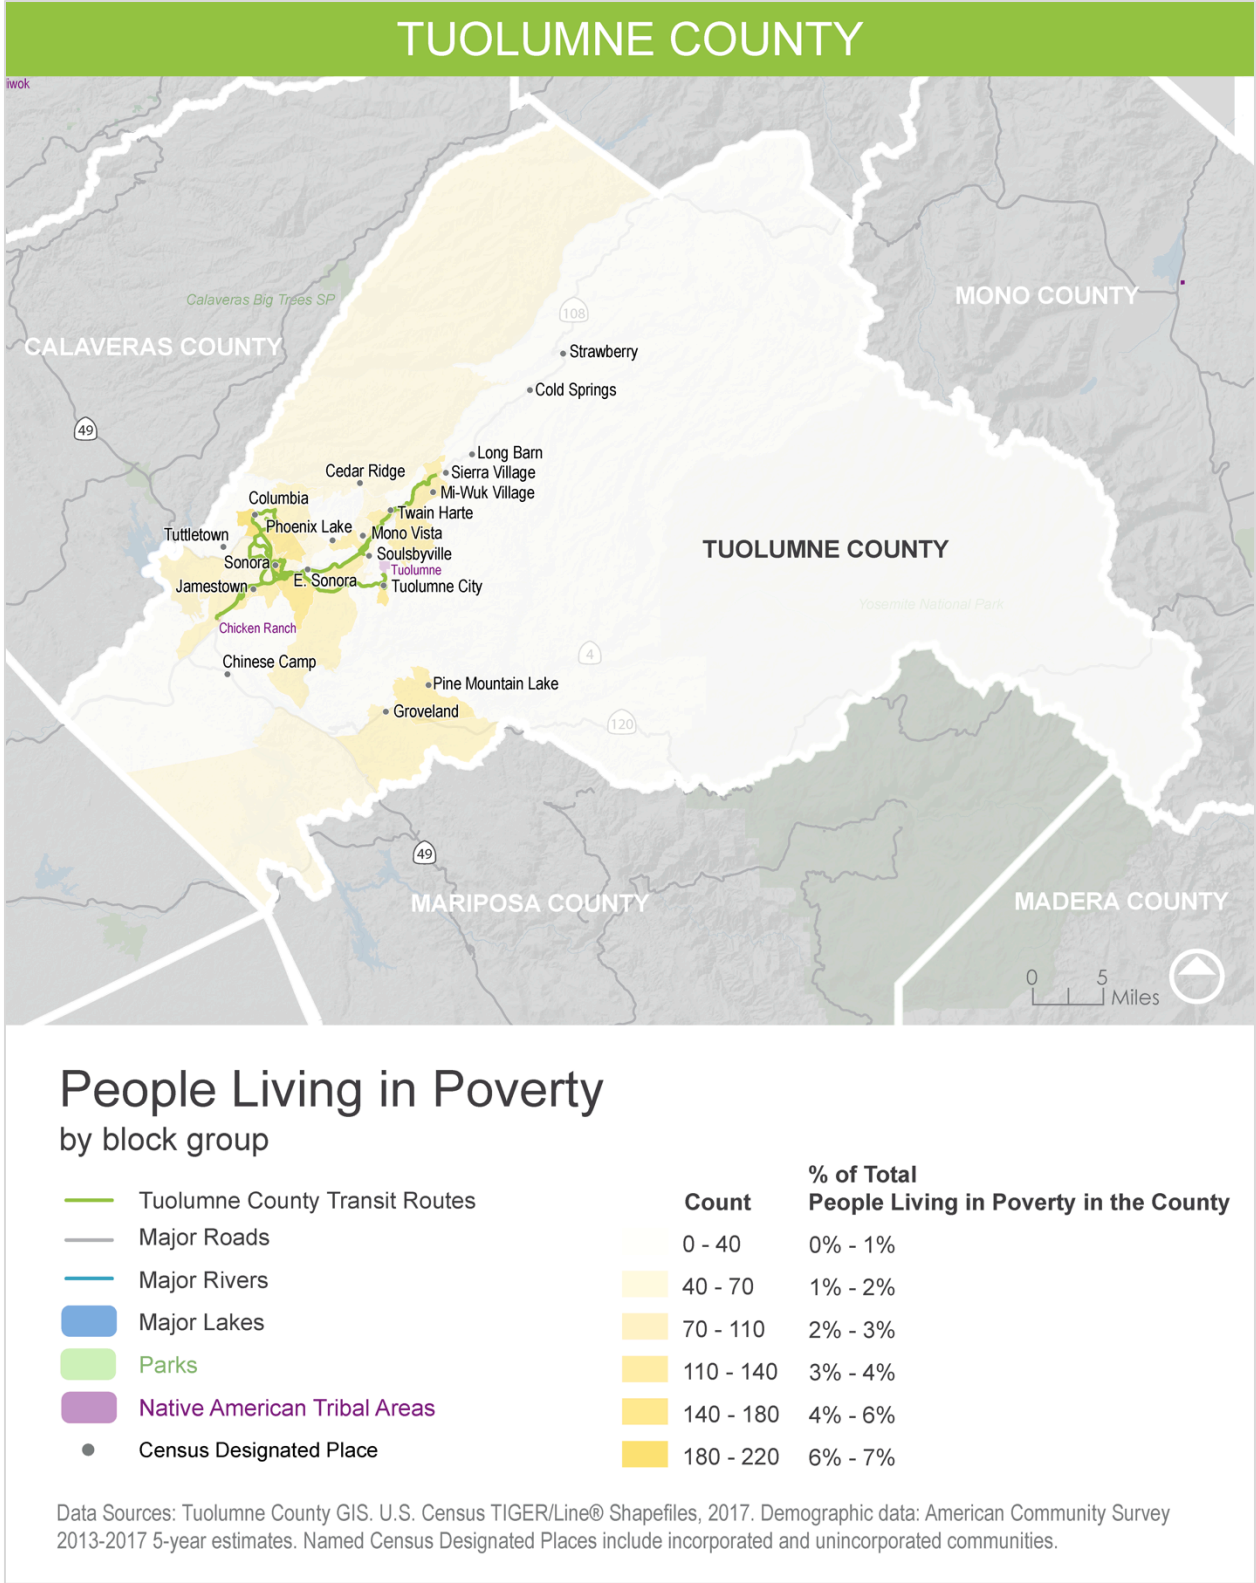 TUOLUMNE COUNTY
iwok
Calaveras Big Trees SP
MONO COUNTY
108
CALAVERAS COUNTY
Strawberry
Cold Springs
49
Long Barn
Cedar Ridge
Sierra Village
Mi-Wuk Village
Columbia
Twain Harte
Phoenix Lake
Mono Vista
Tuttletown
TUOLUMNE COUNTY
Soulsbyville
Sonora
Tuolumne
E. Sonora
Jamestown
Tuolumne City
Yosemite National Park
Chicken Ranch
4
Chinese Camp
Pine Mountain Lake
Groveland
120
49
MARIPOSA COUNTY
MADERA COUNTY
0 5
Miles
People Living in Poverty
by block group
Tuolumne County Transit Routes
Major Roads
Major Rivers
Major Lakes
Parks
Native American Tribal Areas
Census Designated Place
% of Total
Count People Living in Poverty in the County
0 - 40 0% - 1%
40 - 70 1% - 2%
70 - 110 2% - 3%
110 - 140 3% - 4%
140 - 180 4% - 6%
180 - 220 6% - 7%
Data Sources: Tuolumne County GIS. U.S. Census TIGER/Line® Shapefiles, 2017. Demographic data: American Community Survey
2013-2017 5-year estimates. Named Census Designated Places include incorporated and unincorporated communities.